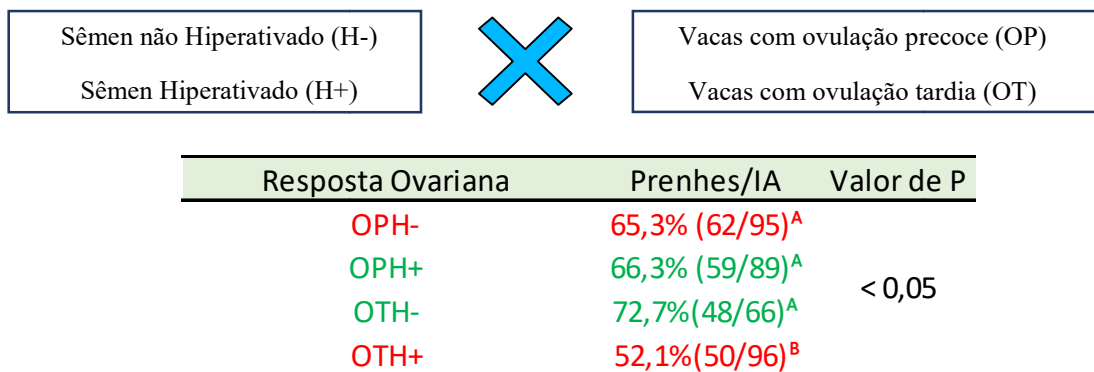 Sêmen não Hiperativado (H-)
Sêmen Hiperativado (H+)
Vacas com ovulação precoce (OP)
Vacas com ovulação tardia (OT)
Resposta Ovariana Prenhes/IA Valor de P
OPH- 65,3% (62/95)ᴬ
OPH+ 66,3% (59/89)ᴬ
< 0,05
OTH- 72,7%(48/66)ᴬ
OTH+ 52,1%(50/96)ᴮ